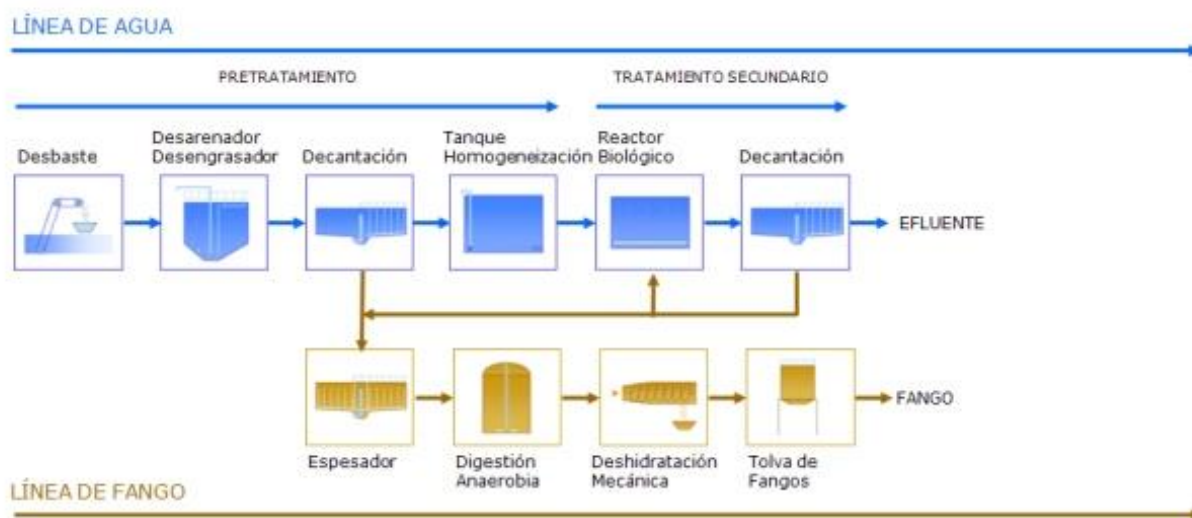 LÍNEA DE AGUA
PRETRATAMIENTO
TRATAMIENTO SECUNDARIO
Desbaste
Desarenador
Desengrasador
Decantación
Tanque
Homogeneización
Reactor
Biológico
Decantación
EFLUENTE
FANGO
Espesador
Digestión
Anaerobia
Deshidratación
Mecánica
Tolva de
Fangos
LÍNEA DE FANGO